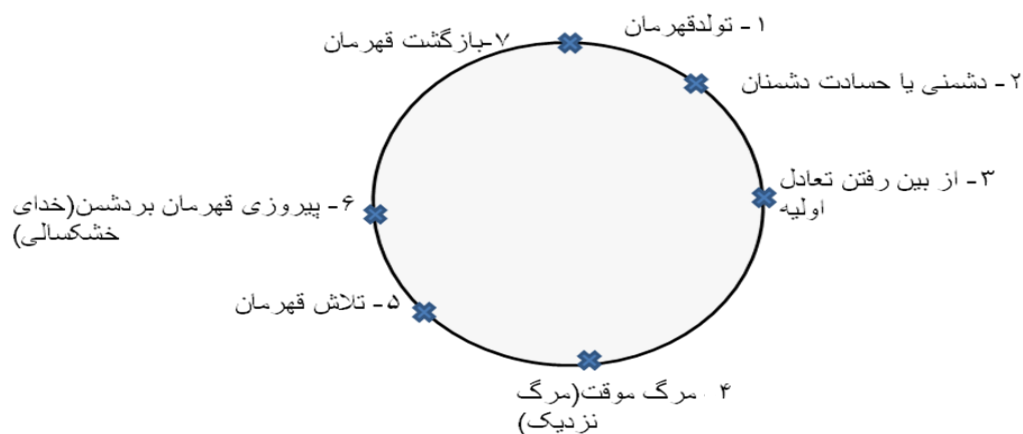 ۱- تولدقهرمان
۲- دشمنی یا حسادت دشمنان
۳- از بین رفتن تعادل
اولیه
۴ مرگ موقت(مرگ
نزدیک)
۵- تلاش قهرمان
۶- پیروزی قهرمان بردشمن(خدای
خشکسالی)
۷-بازگشت قهرمان